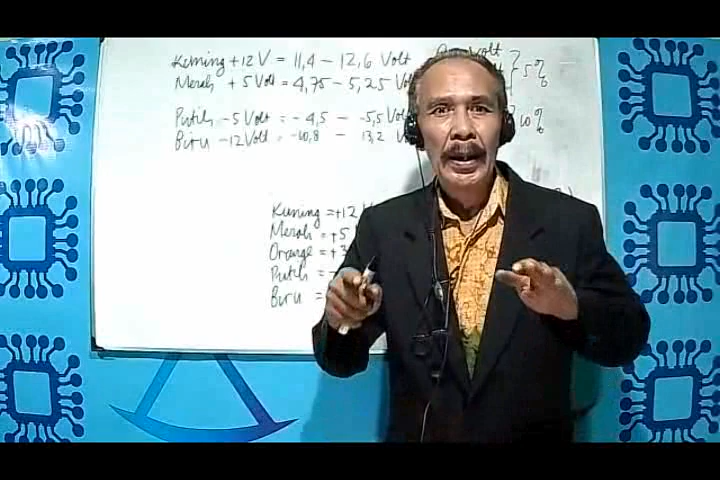 Kuning +12 V = 11,4 - 12,6 Volt
Merah +5 Volt = 4,75 - 5,25 Volt } 5%
Putih -5 Volt = -4,5 - -5,5 Volt
Biru -12 Volt = -10,8 - 13,2 V } 10%
Kuning = +12
Merah = +5
Orange = +3
Putih = -
Biru =